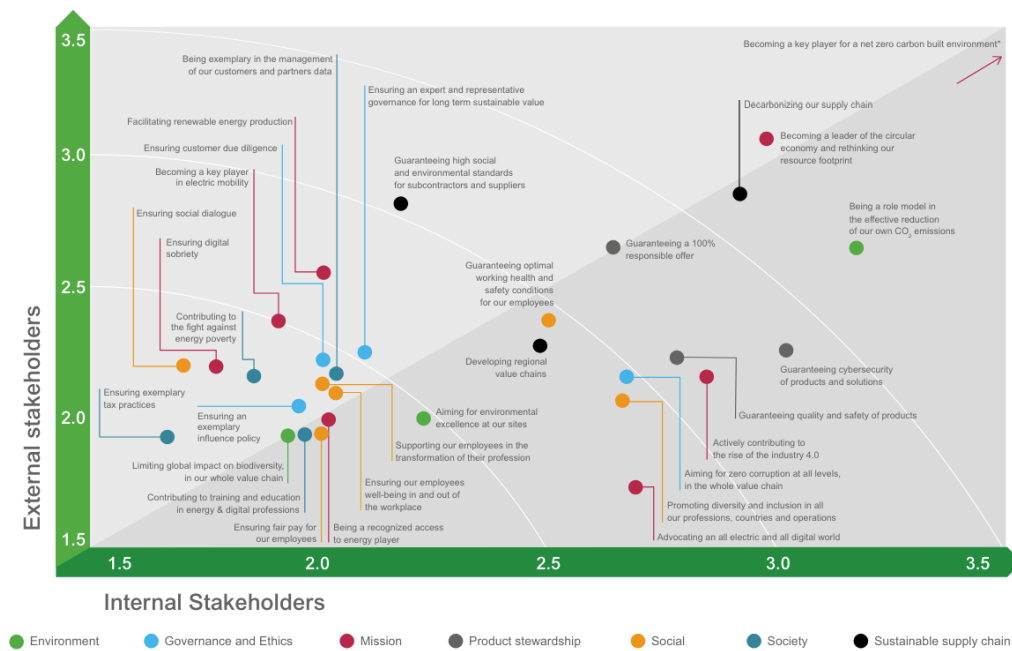 3.5
3.0
2.5
2.0
1.5
External stakeholders
Becoming a key player for a net zero carbon built environment*
Being exemplary in the management
of our customers and partners data
Ensuring an expert and representative
governance for long term sustainable value
Decarbonizing our supply chain
Facilitating renewable energy production
Becoming a leader of the circular
economy and rethinking our
resource footprint
Ensuring customer due diligence
Guaranteeing high social
and environmental standards
for subcontractors and suppliers
Becoming a key player
in electric mobility
Ensuring social dialogue
Being a role model in
the effective reduction
of our own CO2 emissions
Ensuring digital
sobriety
Guaranteeing a 100%
responsible offer
Guaranteeing optimal
working health and
safety conditions
for our employees
Contributing to
the fight against
energy poverty
Developing regional
value chains
Guaranteeing cybersecurity
of products and solutions
Ensuring exemplary
tax practices
Ensuring an
exemplary
influence policy
Aiming for environmental
excellence at our sites
Guaranteeing quality and safety of products
Supporting our employees in the
transformation of their profession
Actively contributing to
the rise of the industry 4.0
Limiting global impact on biodiversity,
in our whole value chain
Aiming for zero corruption at all levels,
in the whole value chain
Ensuring our employees
well-being in and out of
the workplace
Contributing to training and education
in energy & digital professions
Promoting diversity and inclusion in all
our professions, countries and operations
Ensuring fair pay for
our employees
Being a recognized access
to energy player
Advocating an all electric and all digital world
1.5
2.0
2.5
3.0
3.5
Internal Stakeholders
Environment
Governance and Ethics
Mission
Product stewardship
Social
Society
Sustainable supply chain